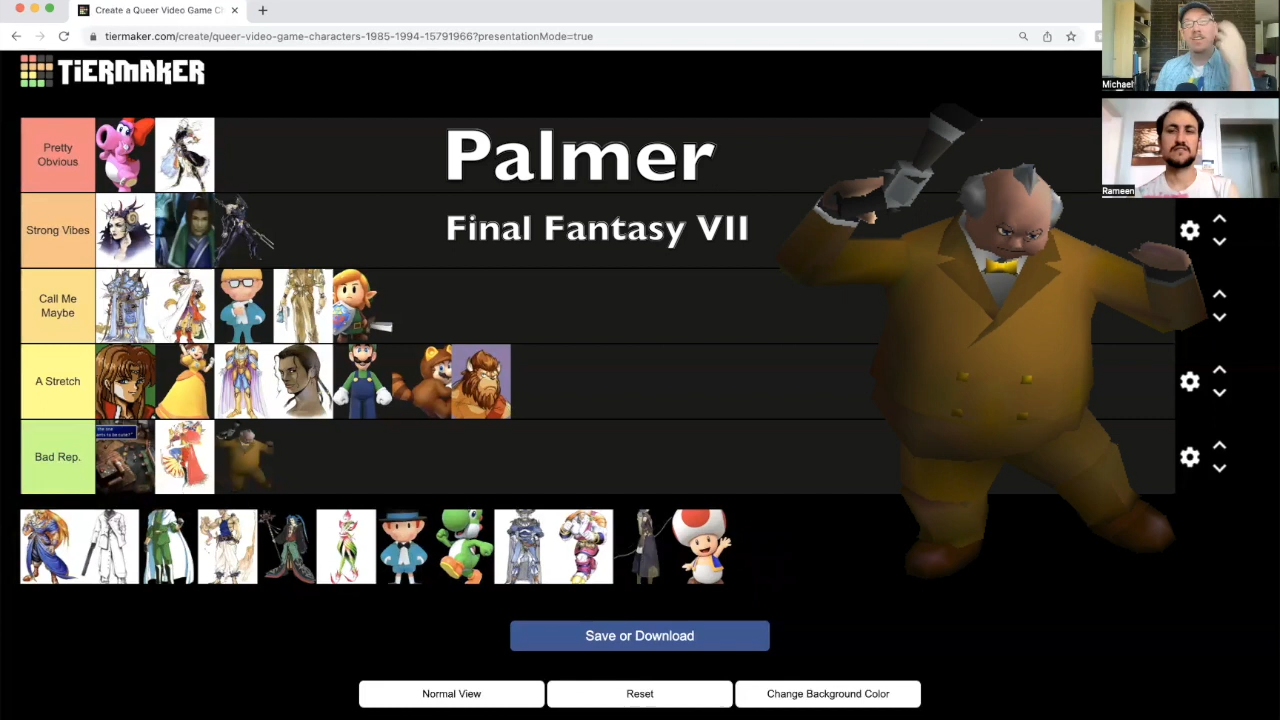 Create a Queer Video Game C
tiermaker.com/create/queer-video-game-characters-1985-1994-15791966?presentationMode=true
Michael
Rameen
TiERMAKER
Pretty
Obvious
Palmer
Final Fantasy VII
Strong Vibes
Call Me
Maybe
A Stretch
Bad Rep.
Save or Download
Normal View
Reset
Change Background Color